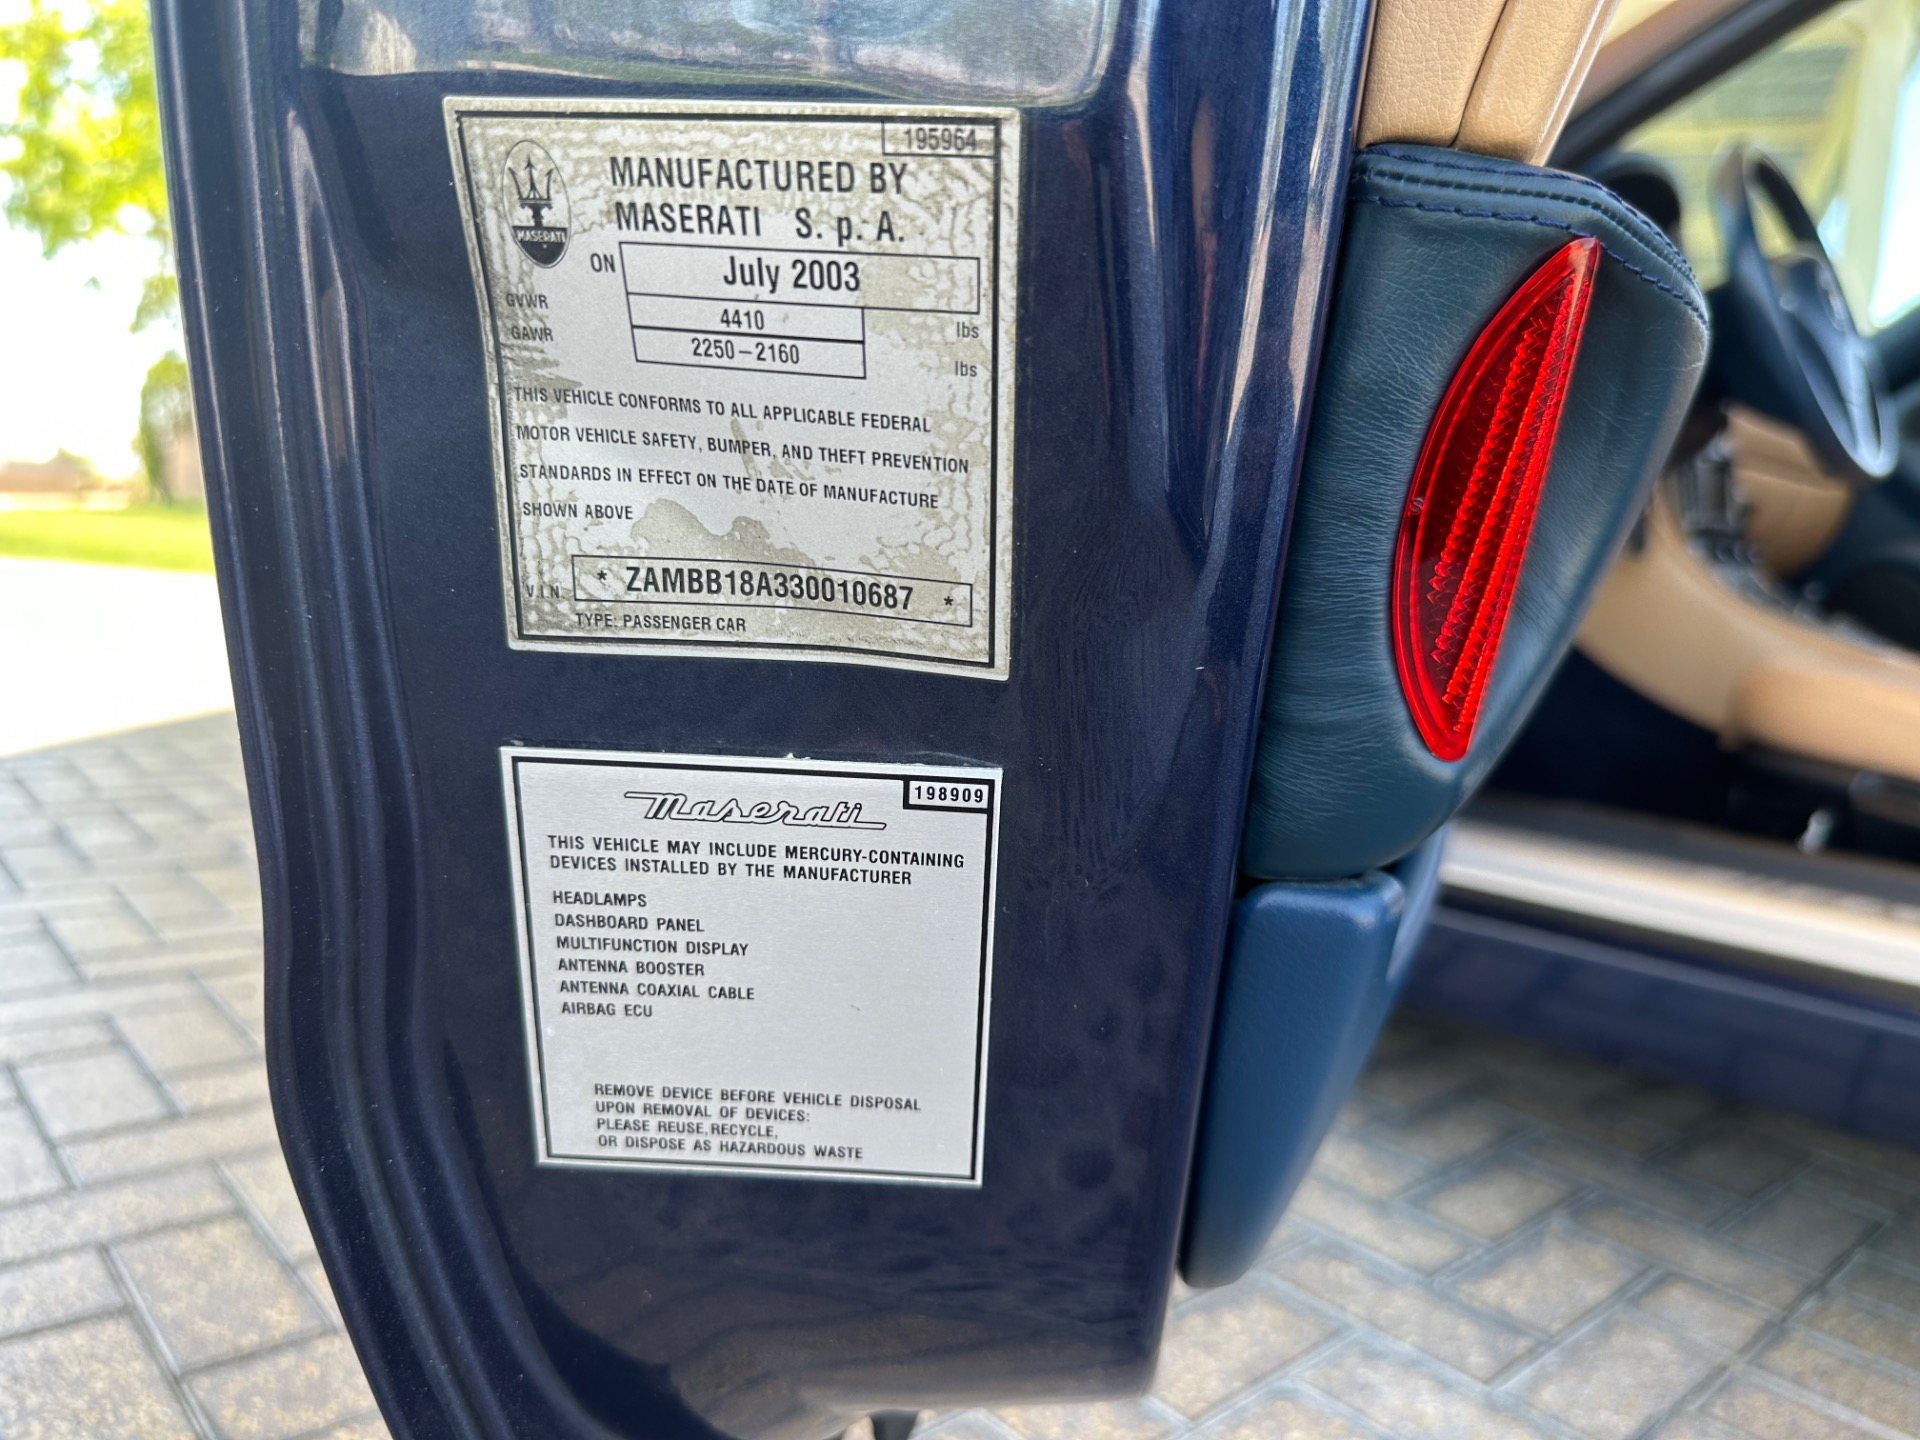 195964
MASERATI
MANUFACTURED BY
MASERATI S. p. A.
ON July 2003
GVWR 4410 lbs
GAWR 2250-2160 lbs
THIS VEHICLE CONFORMS TO ALL APPLICABLE FEDERAL
MOTOR VEHICLE SAFETY, BUMPER, AND THEFT PREVENTION
STANDARDS IN EFFECT ON THE DATE OF MANUFACTURE
SHOWN ABOVE
V.I.N. * ZAMBB18A330010687 *
TYPE: PASSENGER CAR
198909
Maserati
THIS VEHICLE MAY INCLUDE MERCURY-CONTAINING
DEVICES INSTALLED BY THE MANUFACTURER
HEADLAMPS
DASHBOARD PANEL
MULTIFUNCTION DISPLAY
ANTENNA BOOSTER
ANTENNA COAXIAL CABLE
AIRBAG ECU
REMOVE DEVICE BEFORE VEHICLE DISPOSAL
UPON REMOVAL OF DEVICES:
PLEASE REUSE, RECYCLE,
OR DISPOSE AS HAZARDOUS WASTE